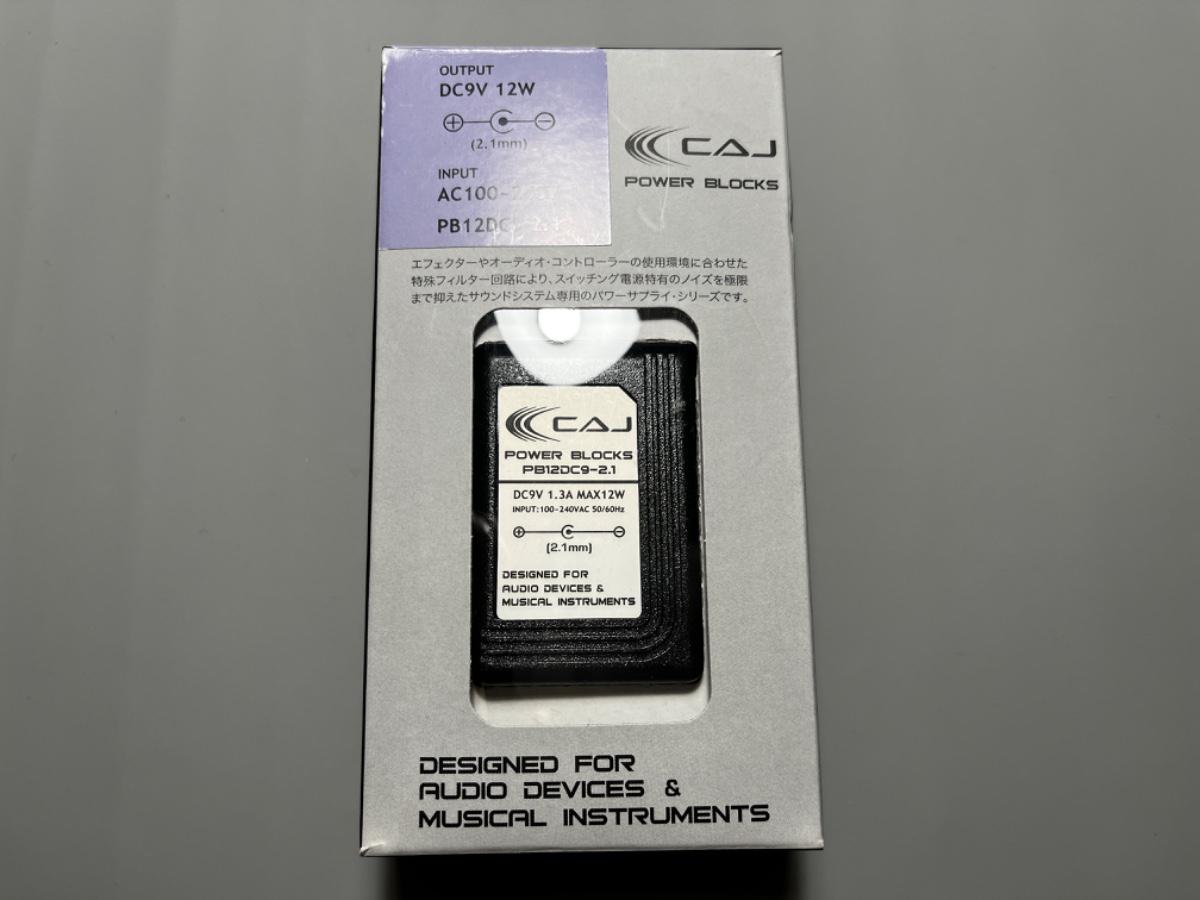 OUTPUT
DC9V 12W
(2.1mm)
INPUT
AC100-
PB12DC
CAJ
POWER BLOCKS
エフェクターやオーディオ・コントローラーの使用環境に合わせた
特殊フィルター回路により、スイッチング電源特有のノイズを極限
まで抑えたサウンドシステム専用のパワーサプライ・シリーズです。
CAJ
POWER BLOCKS
PB12DC9-2.1
DC9V 1.3A MAX12W
INPUT:100-240VAC 50/60Hz
(2.1mm)
DESIGNED FOR
AUDIO DEVICES &
MUSICAL INSTRUMENTS
DESIGNED FOR
AUDIO DEVICES &
MUSICAL INSTRUMENTS